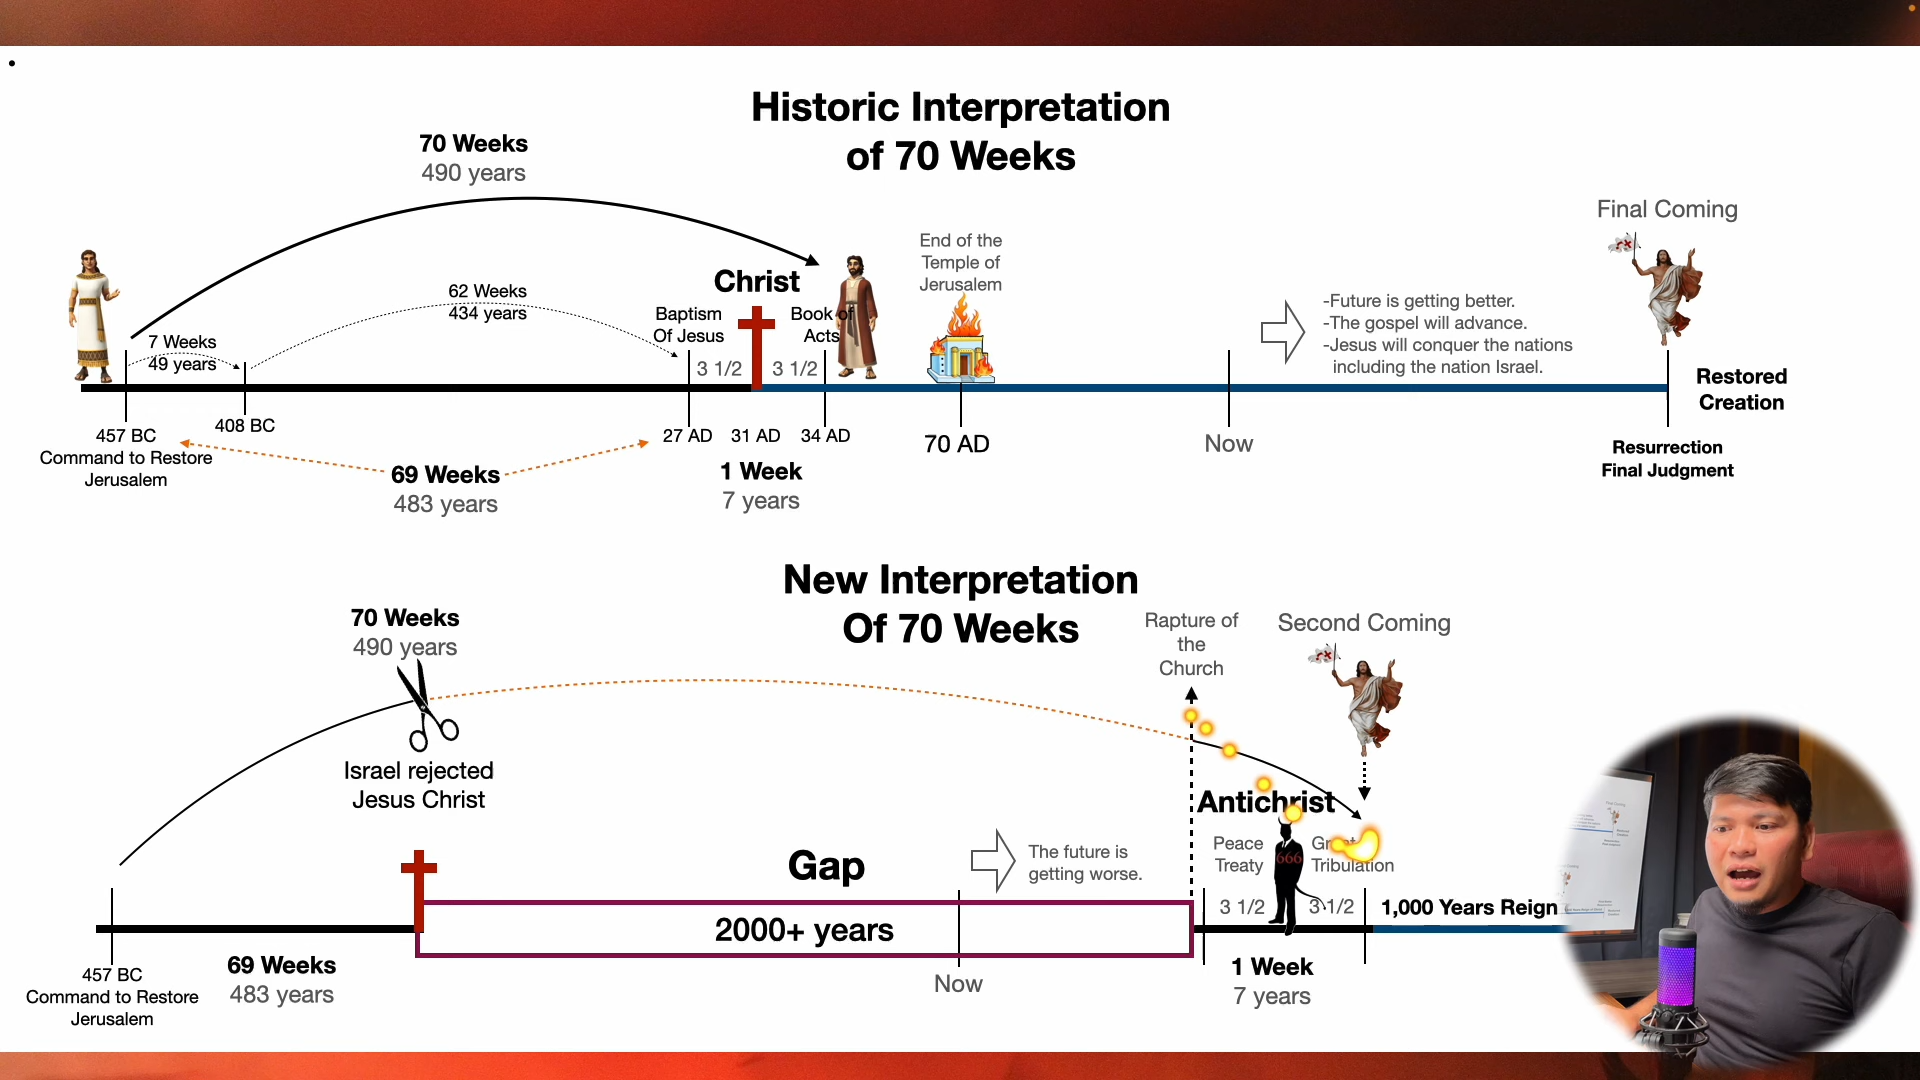 Historic Interpretation
of 70 Weeks
70 Weeks
490 years
Final Coming
End of the
Temple of
Jerusalem
Christ
62 Weeks
434 years
Baptism
Of Jesus
Book of
Acts
7 Weeks
49 years
3 1/2
3 1/2
-Future is getting better.
-The gospel will advance.
-Jesus will conquer the nations
including the nation Israel.
Restored
Creation
457 BC
Command to Restore
Jerusalem
408 BC
27 AD
31 AD
34 AD
70 AD
Now
Resurrection
Final Judgment
69 Weeks
483 years
1 Week
7 years
New Interpretation
Of 70 Weeks
70 Weeks
490 years
Rapture of
the
Church
Second Coming
Israel rejected
Jesus Christ
Antichrist
Peace
Treaty
666
Great
Tribulation
Gap
The future is
getting worse.
3 1/2
3 1/2
1,000 Years Reign
2000+ years
457 BC
Command to Restore
Jerusalem
69 Weeks
483 years
Now
1 Week
7 years